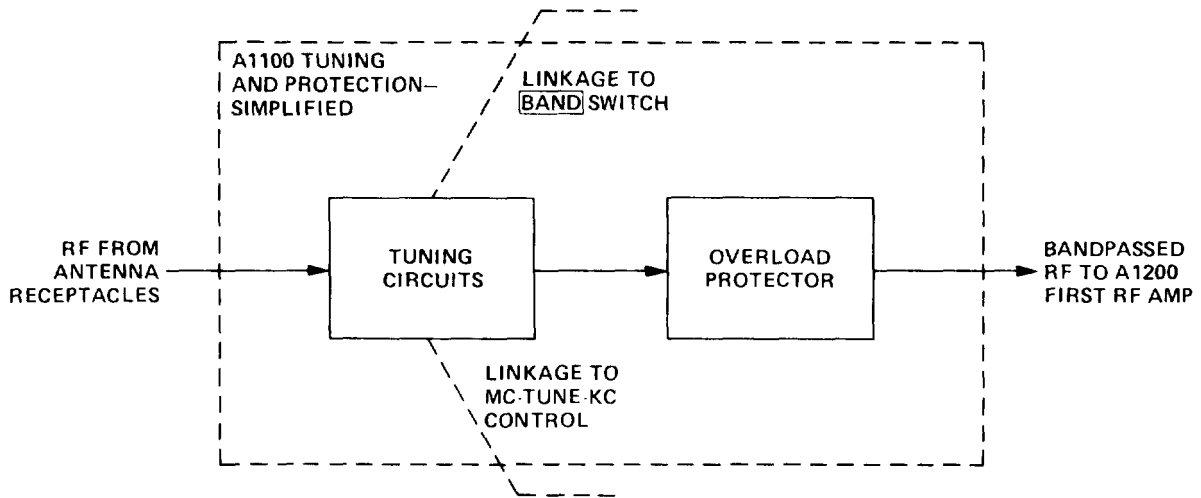 A1100 TUNING
AND PROTECTION–
SIMPLIFIED
LINKAGE TO
BAND SWITCH
RF FROM
ANTENNA
RECEPTACLES
TUNING
CIRCUITS
OVERLOAD
PROTECTOR
BANDPASSED
RF TO A1200
FIRST RF AMP
LINKAGE TO
MC-TUNE-KC
CONTROL